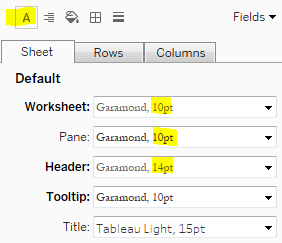 A
Fields
Sheet Rows Columns
Default
Worksheet: Garamond, 10pt
Pane: Garamond, 10pt
Header: Garamond, 14pt
Tooltip: Garamond, 10pt
Title: Tableau Light, 15pt